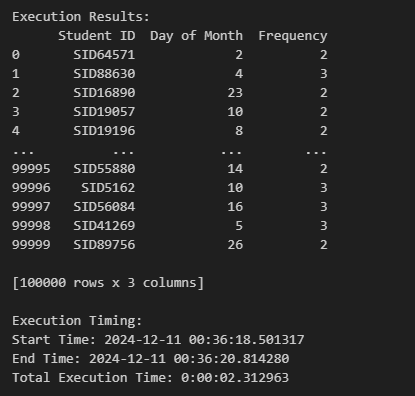 Execution Results:
Student ID Day of Month Frequency
0 SID64571 2 2
1 SID88630 4 3
2 SID16890 23 2
3 SID19057 10 2
4 SID19196 8 2
... ... ... ...
99995 SID55880 14 2
99996 SID5162 10 3
99997 SID56084 16 3
99998 SID41269 5 3
99999 SID89756 26 2
[100000 rows x 3 columns]
Execution Timing:
Start Time: 2024-12-11 00:36:18.501317
End Time: 2024-12-11 00:36:20.814280
Total Execution Time: 0:00:02.312963